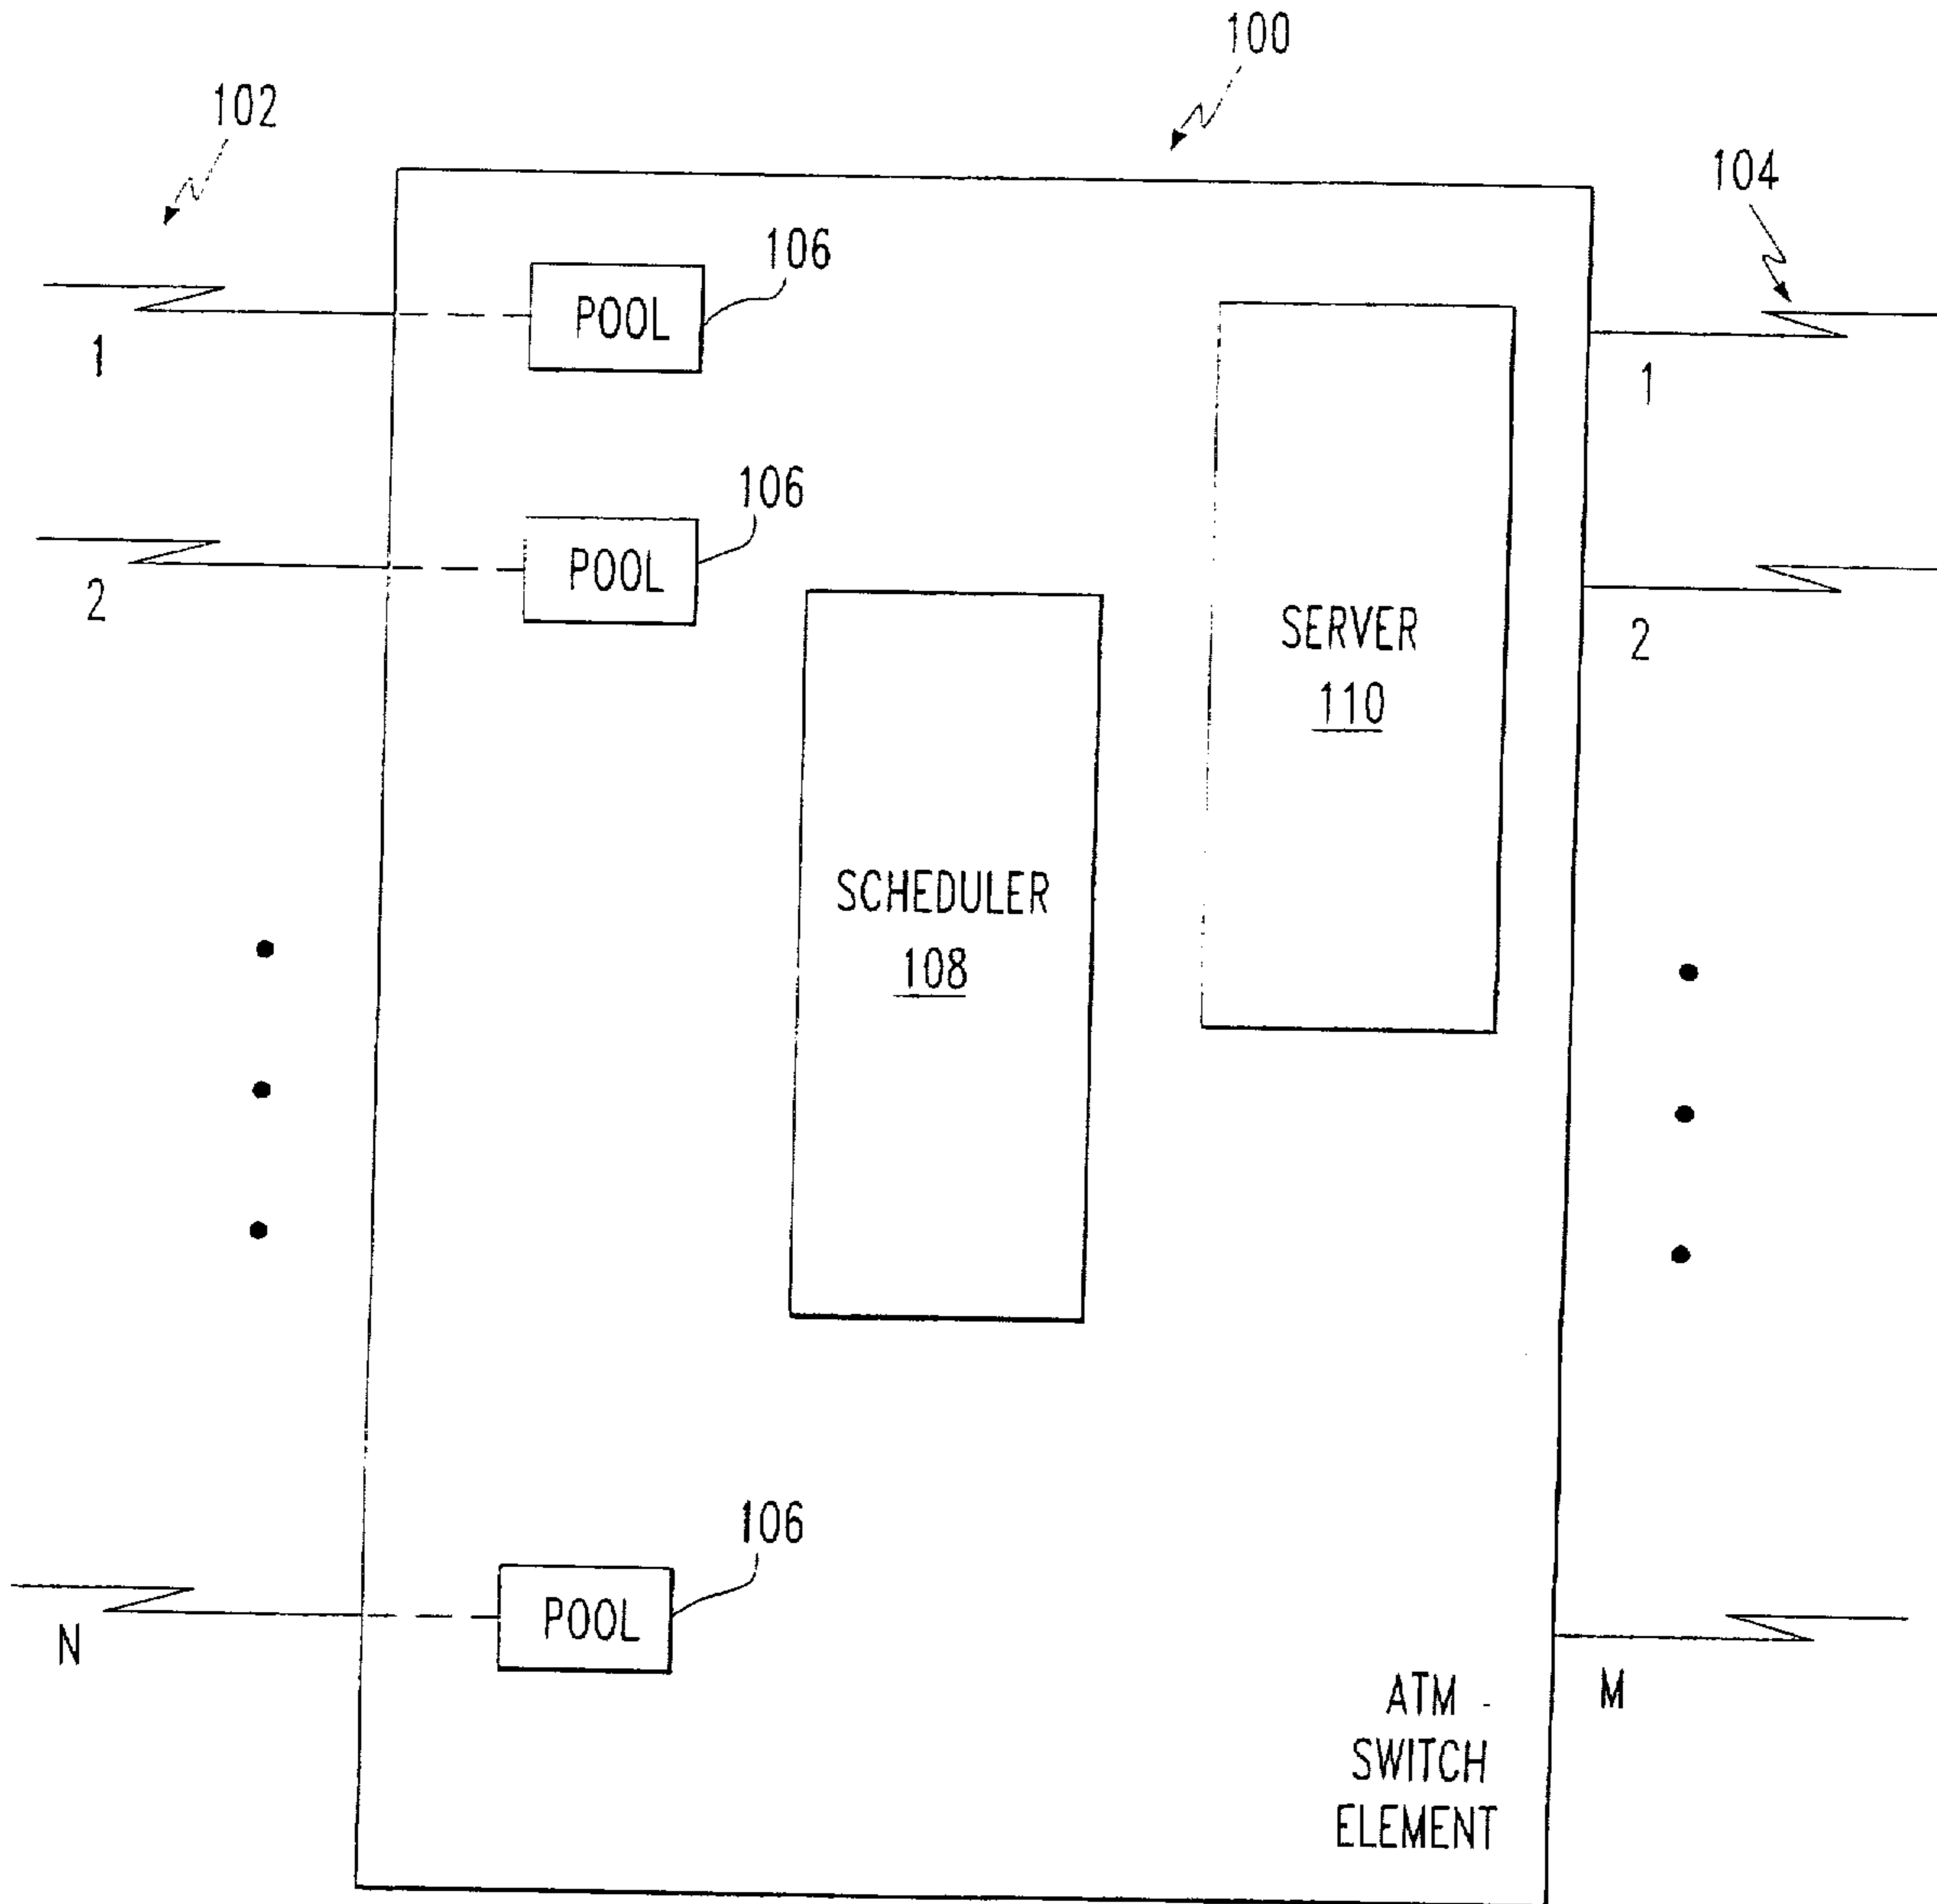 100
102
104
106
POOL
1
1
106
POOL
2
SERVER
110
2
SCHEDULER
108
106
POOL
N
ATM
SWITCH
ELEMENT
M